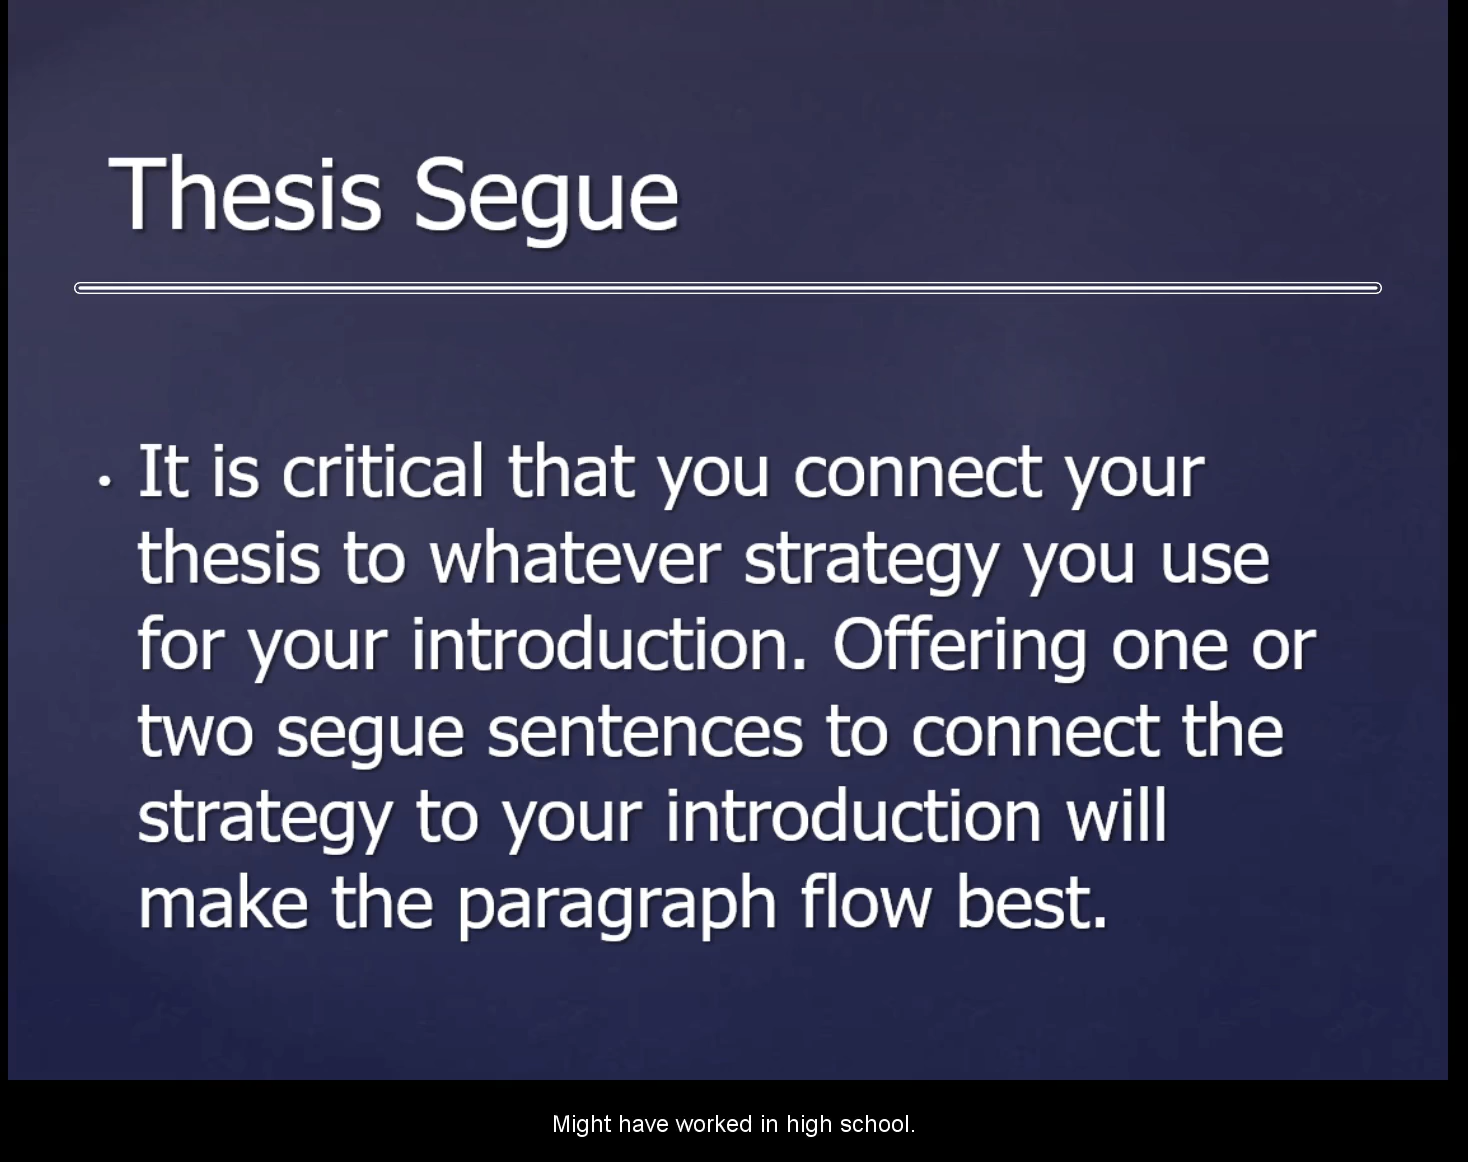 Thesis Segue
• It is critical that you connect your
thesis to whatever strategy you use
for your introduction. Offering one or
two segue sentences to connect the
strategy to your introduction will
make the paragraph flow best.
Might have worked in high school.